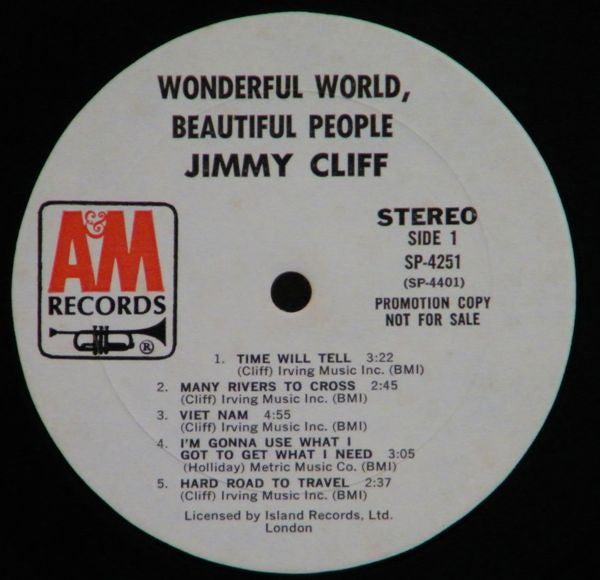 WONDERFUL WORLD,
BEAUTIFUL PEOPLE
JIMMY CLIFF
A&M
RECORDS
®
STEREO
SIDE 1
SP-4251
(SP-4401)
PROMOTION COPY
NOT FOR SALE
1. TIME WILL TELL 3:22
(Cliff) Irving Music Inc. (BMI)
2. MANY RIVERS TO CROSS 2:45
(Cliff) Irving Music Inc. (BMI)
3. VIET NAM 4:55
(Cliff) Irving Music Inc. (BMI)
4. I'M GONNA USE WHAT I
GOT TO GET WHAT I NEED 3:05
(Holliday) Metric Music Co. (BMI)
5. HARD ROAD TO TRAVEL 2:37
(Cliff) Irving Music Inc. (BMI)
Licensed by Island Records, Ltd.
London